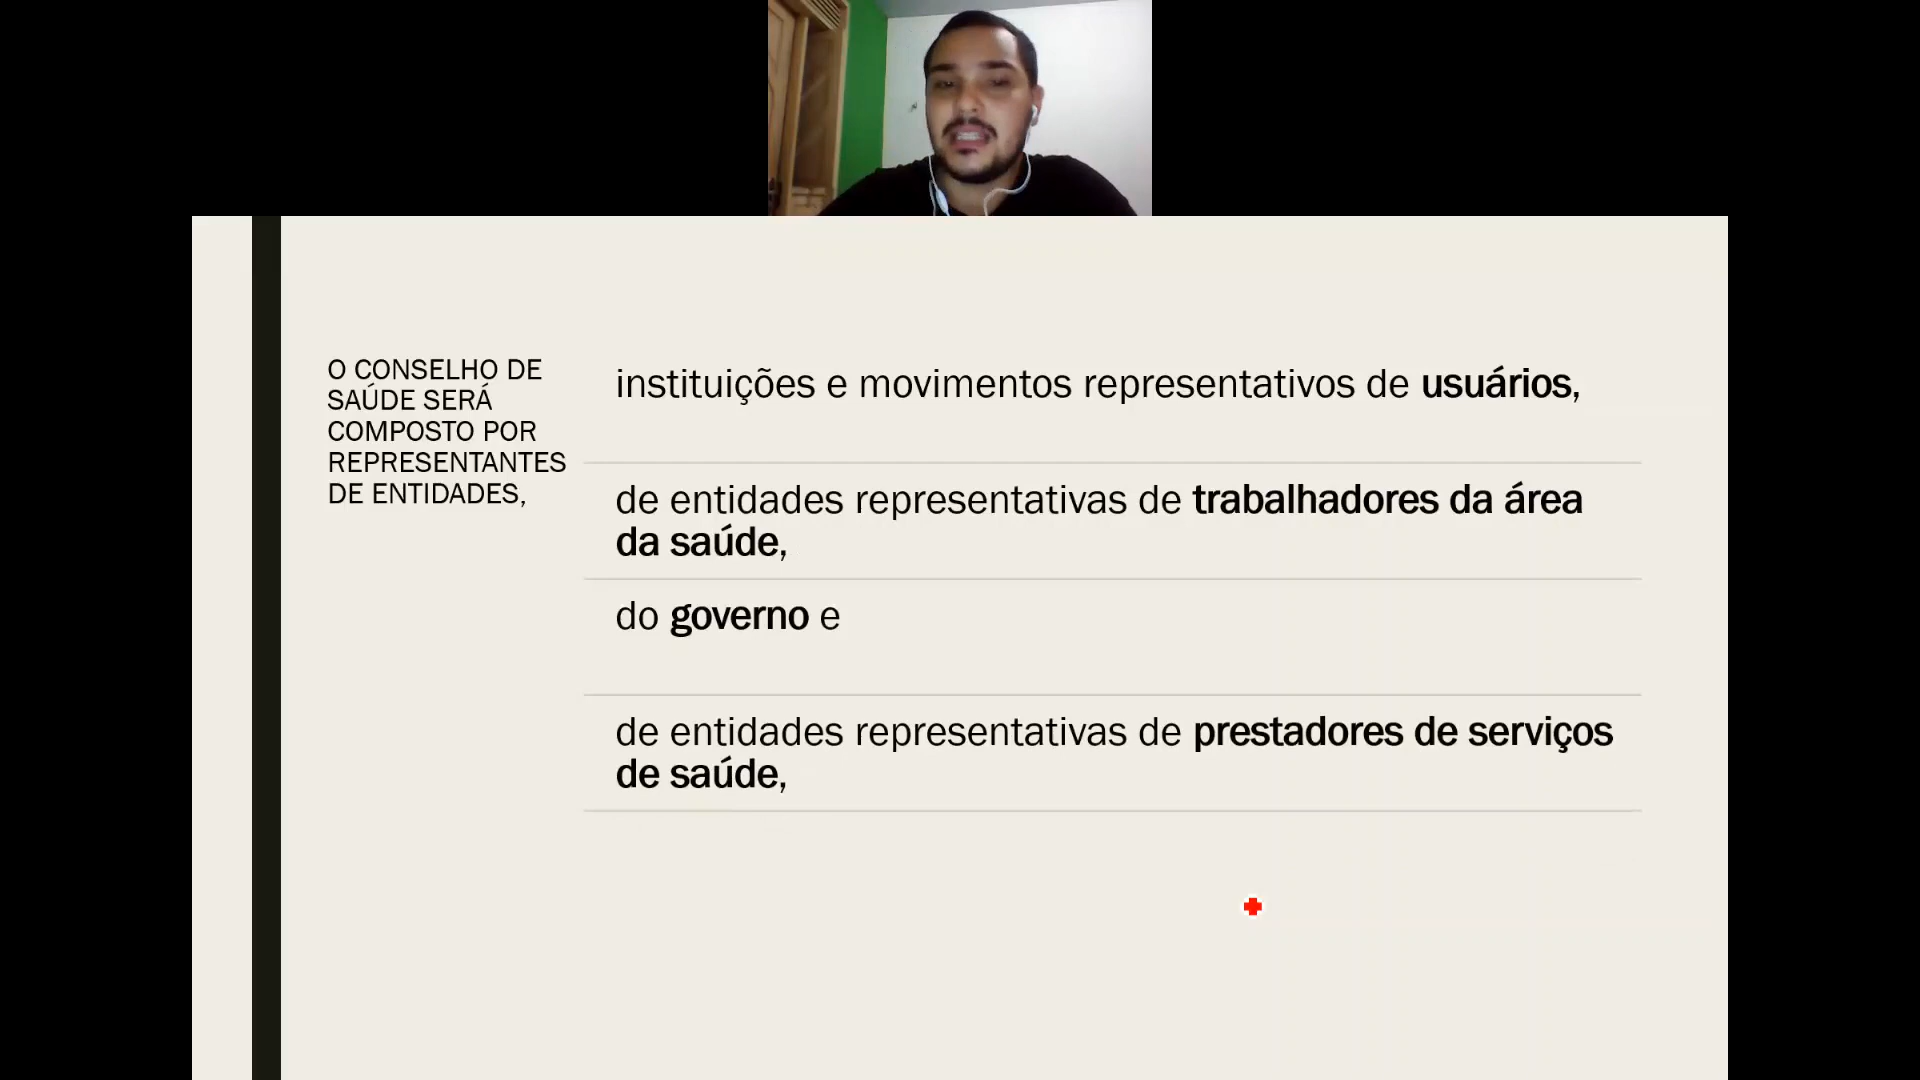 O CONSELHO DE
SAÚDE SERÁ
COMPOSTO POR
REPRESENTANTES
DE ENTIDADES,
instituições e movimentos representativos de usuários,
de entidades representativas de trabalhadores da área
da saúde,
do governo e
de entidades representativas de prestadores de serviços
de saúde,